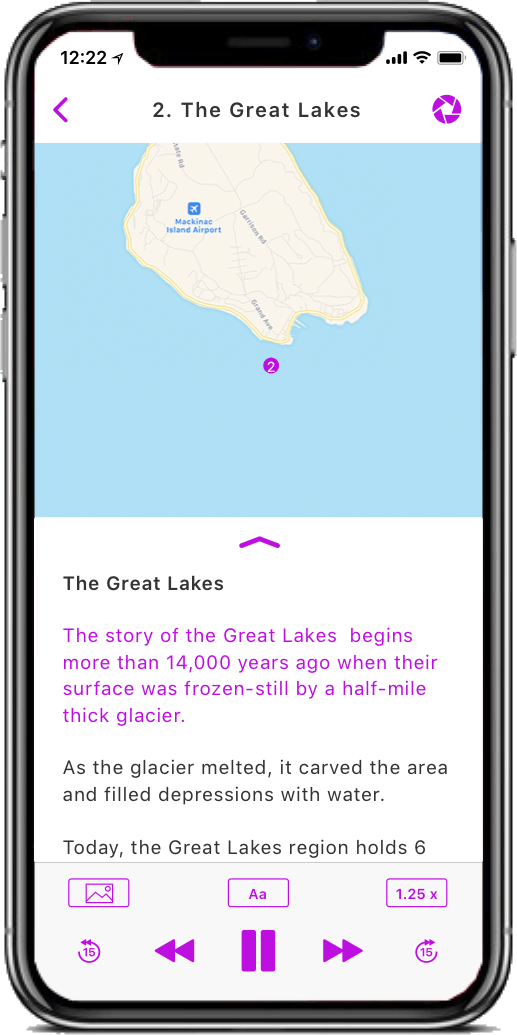 12:22
2. The Great Lakes
Mackinac
Island Airport
Garrison Rd
Grand Ave
2
The Great Lakes
The story of the Great Lakes begins
more than 14,000 years ago when their
surface was frozen-still by a half-mile
thick glacier.
As the glacier melted, it carved the area
and filled depressions with water.
Today, the Great Lakes region holds 6
Aa
1.25 x
15
15